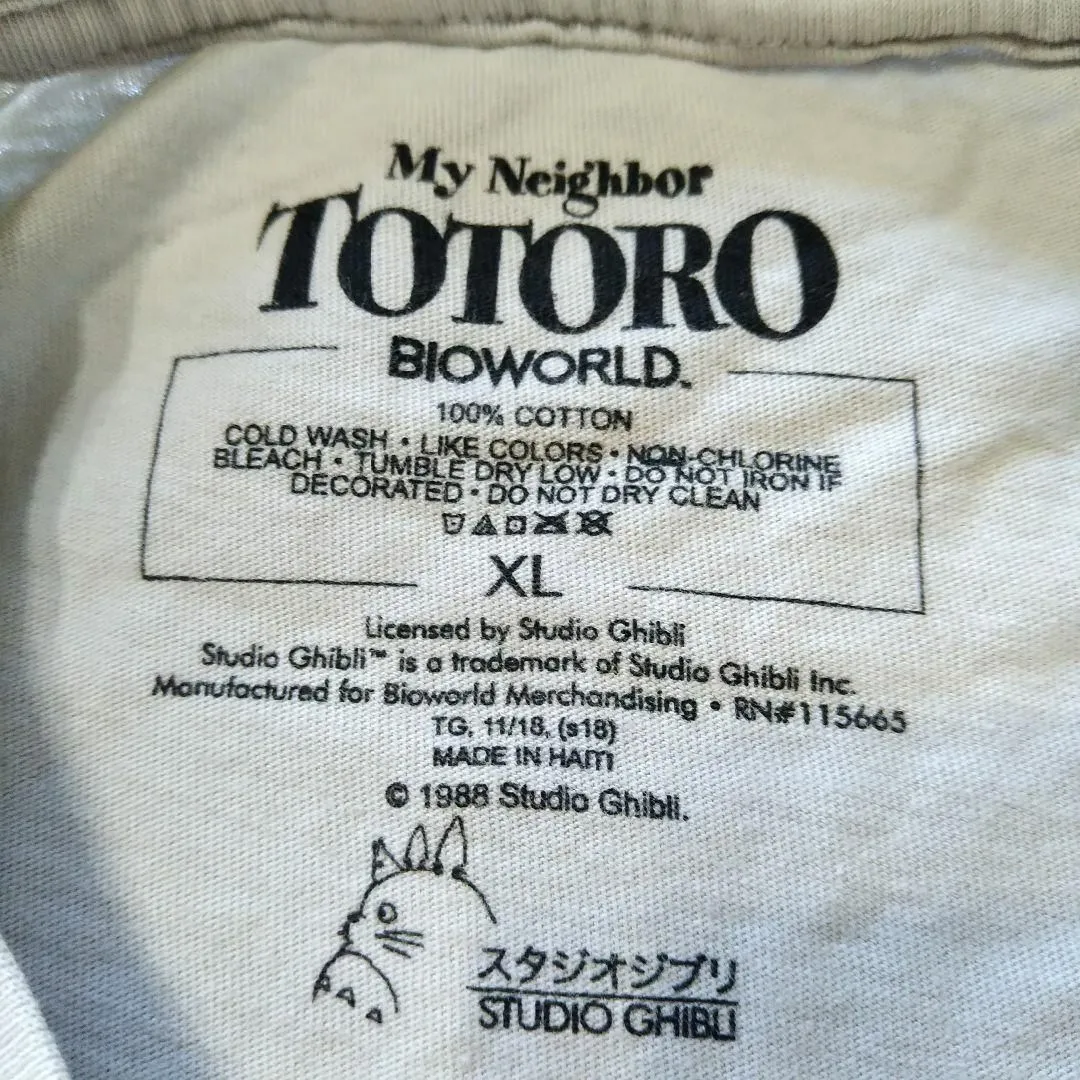 My Neighbor
TOTORO
BIOWORLD™
100% COTTON
COLD WASH • LIKE COLORS • NON-CHLORINE
BLEACH • TUMBLE DRY LOW • DO NOT IRON IF
DECORATED • DO NOT DRY CLEAN
XL
Licensed by Studio Ghibli
Studio Ghibli™ is a trademark of Studio Ghibli Inc.
Manufactured for Bioworld Merchandising • RN#115665
TG, 11/18, (s18)
MADE IN HAITI
© 1988 Studio Ghibli.
スタジオジブリ
STUDIO GHIBLI